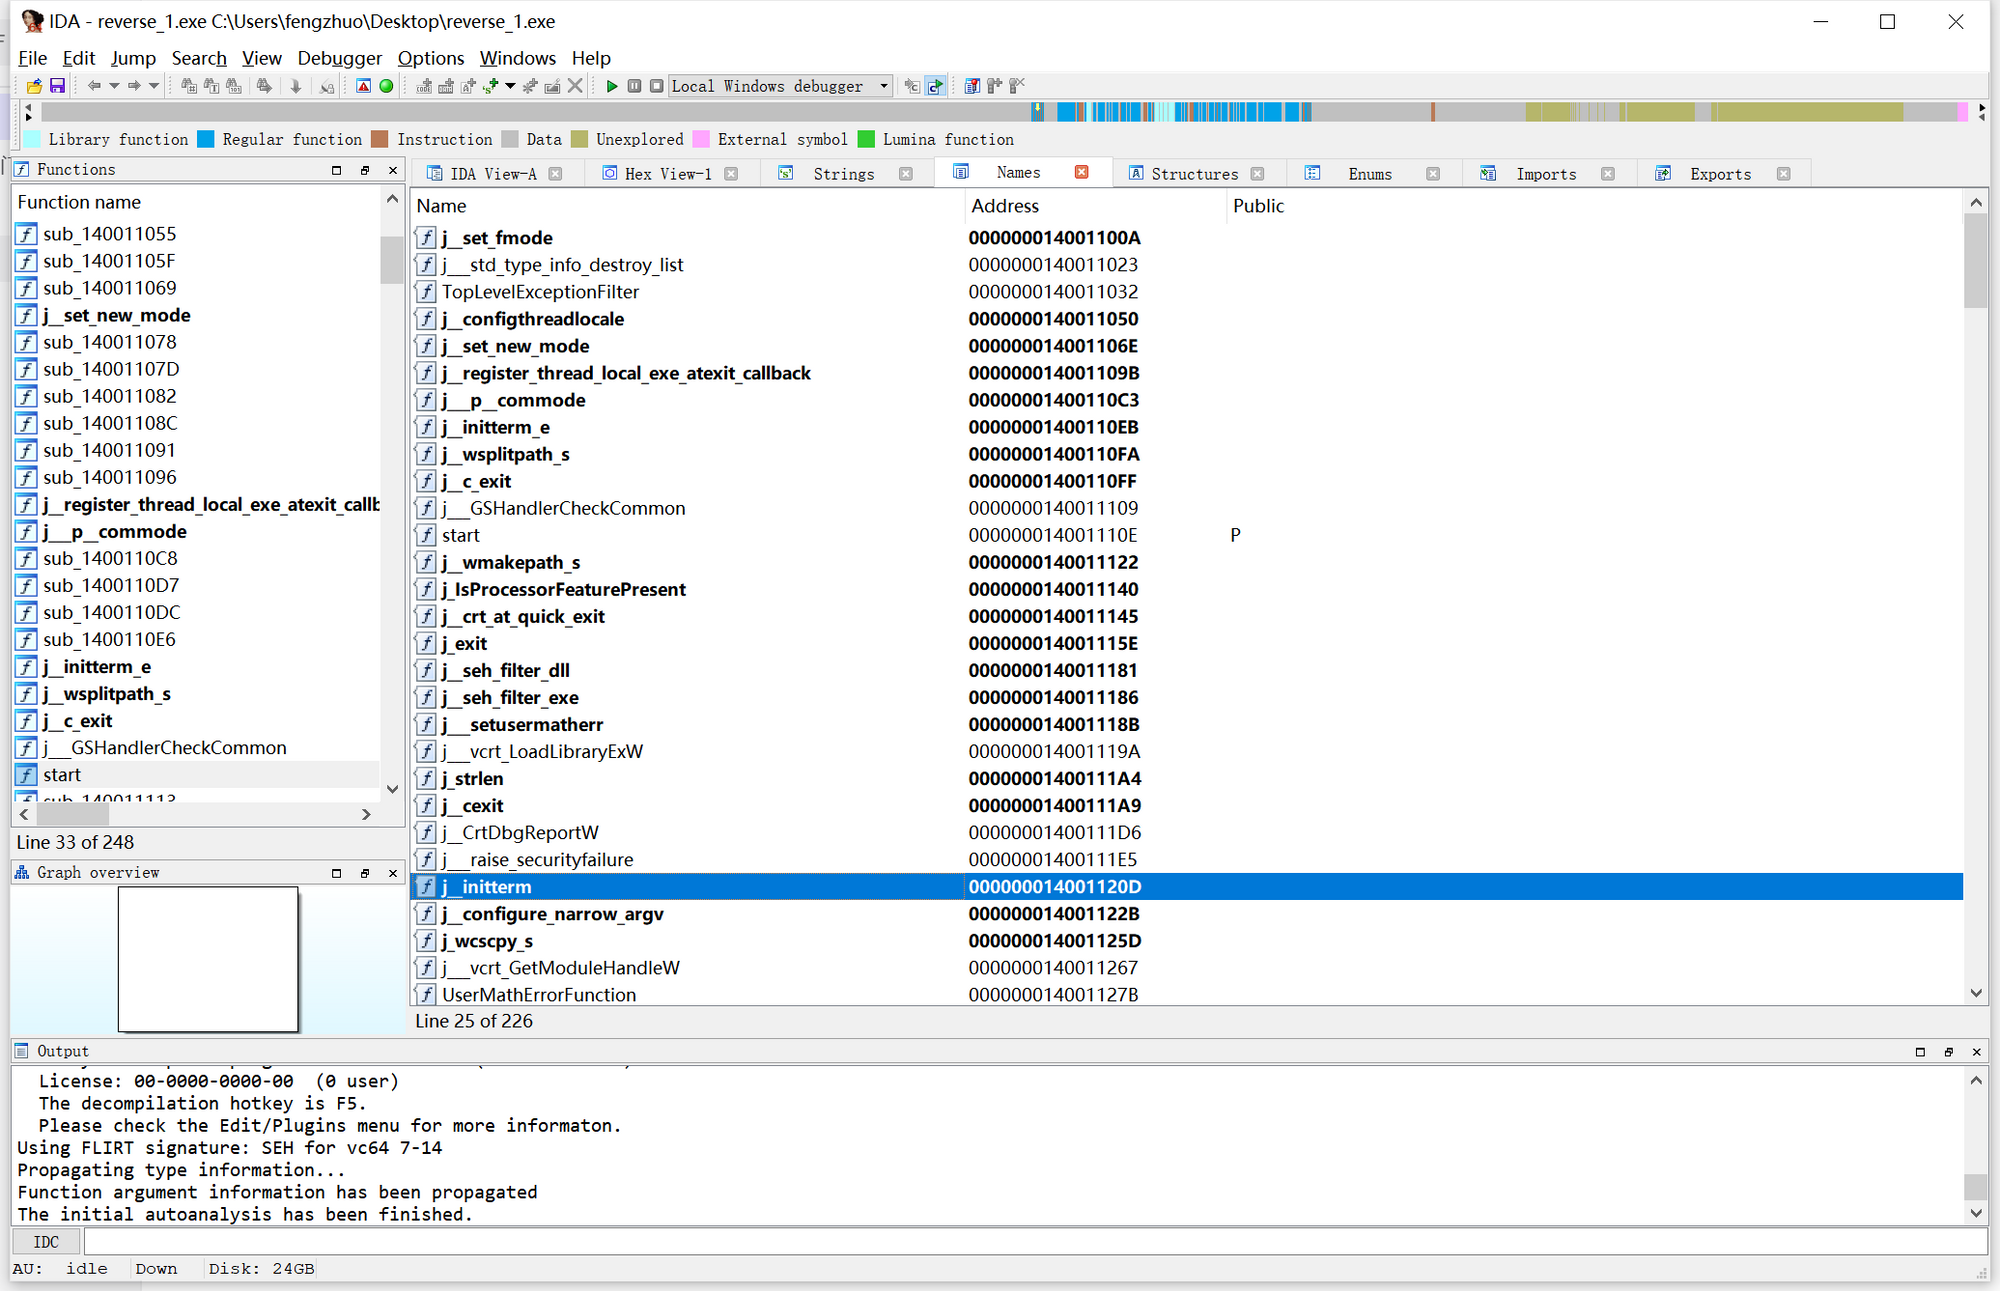 IDA - reverse_1.exe C:\Users\fengzhuo\Desktop\reverse_1.exe
File Edit Jump Search View Debugger Options Windows Help
Local Windows debugger
Library function Regular function Instruction Data Unexplored External symbol Lumina function
Functions
Function name
sub_140011055
sub_14001105F
sub_140011069
j__set_new_mode
sub_140011078
sub_14001107D
sub_140011082
sub_14001108C
sub_140011091
sub_140011096
j__register_thread_local_exe_atexit_callb
j___p__commode
sub_1400110C8
sub_1400110D7
sub_1400110DC
sub_1400110E6
j__initterm_e
j__wsplitpath_s
j__c_exit
j___GSHandlerCheckCommon
start
sub_140011113
Line 33 of 248
Graph overview
IDA View-A Hex View-1 Strings Names Structures Enums Imports Exports
Name Address Public
j__set_fmode 000000014001100A
j___std_type_info_destroy_list 0000000140011023
TopLevelExceptionFilter 0000000140011032
j__configthreadlocale 0000000140011050
j__set_new_mode 000000014001106E
j__register_thread_local_exe_atexit_callback 000000014001109B
j___p__commode 00000001400110C3
j__initterm_e 00000001400110EB
j__wsplitpath_s 00000001400110FA
j__c_exit 00000001400110FF
j___GSHandlerCheckCommon 0000000140011109
start 000000014001110E P
j__wmakepath_s 0000000140011122
j_IsProcessorFeaturePresent 0000000140011140
j__crt_at_quick_exit 0000000140011145
j_exit 000000014001115E
j__seh_filter_dll 0000000140011181
j__seh_filter_exe 0000000140011186
j___setusermatherr 000000014001118B
j___vcrt_LoadLibraryExW 000000014001119A
j_strlen 00000001400111A4
j__cexit 00000001400111A9
j__CrtDbgReportW 00000001400111D6
j___raise_securityfailure 00000001400111E5
j__initterm 000000014001120D
j__configure_narrow_argv 000000014001122B
j_wcscpy_s 000000014001125D
j___vcrt_GetModuleHandleW 0000000140011267
UserMathErrorFunction 000000014001127B
Line 25 of 226
Output
License: 00-0000-0000-00 (0 user)
The decompilation hotkey is F5.
Please check the Edit/Plugins menu for more informaton.
Using FLIRT signature: SEH for vc64 7-14
Propagating type information...
Function argument information has been propagated
The initial autoanalysis has been finished.
IDC
AU: idle Down Disk: 24GB